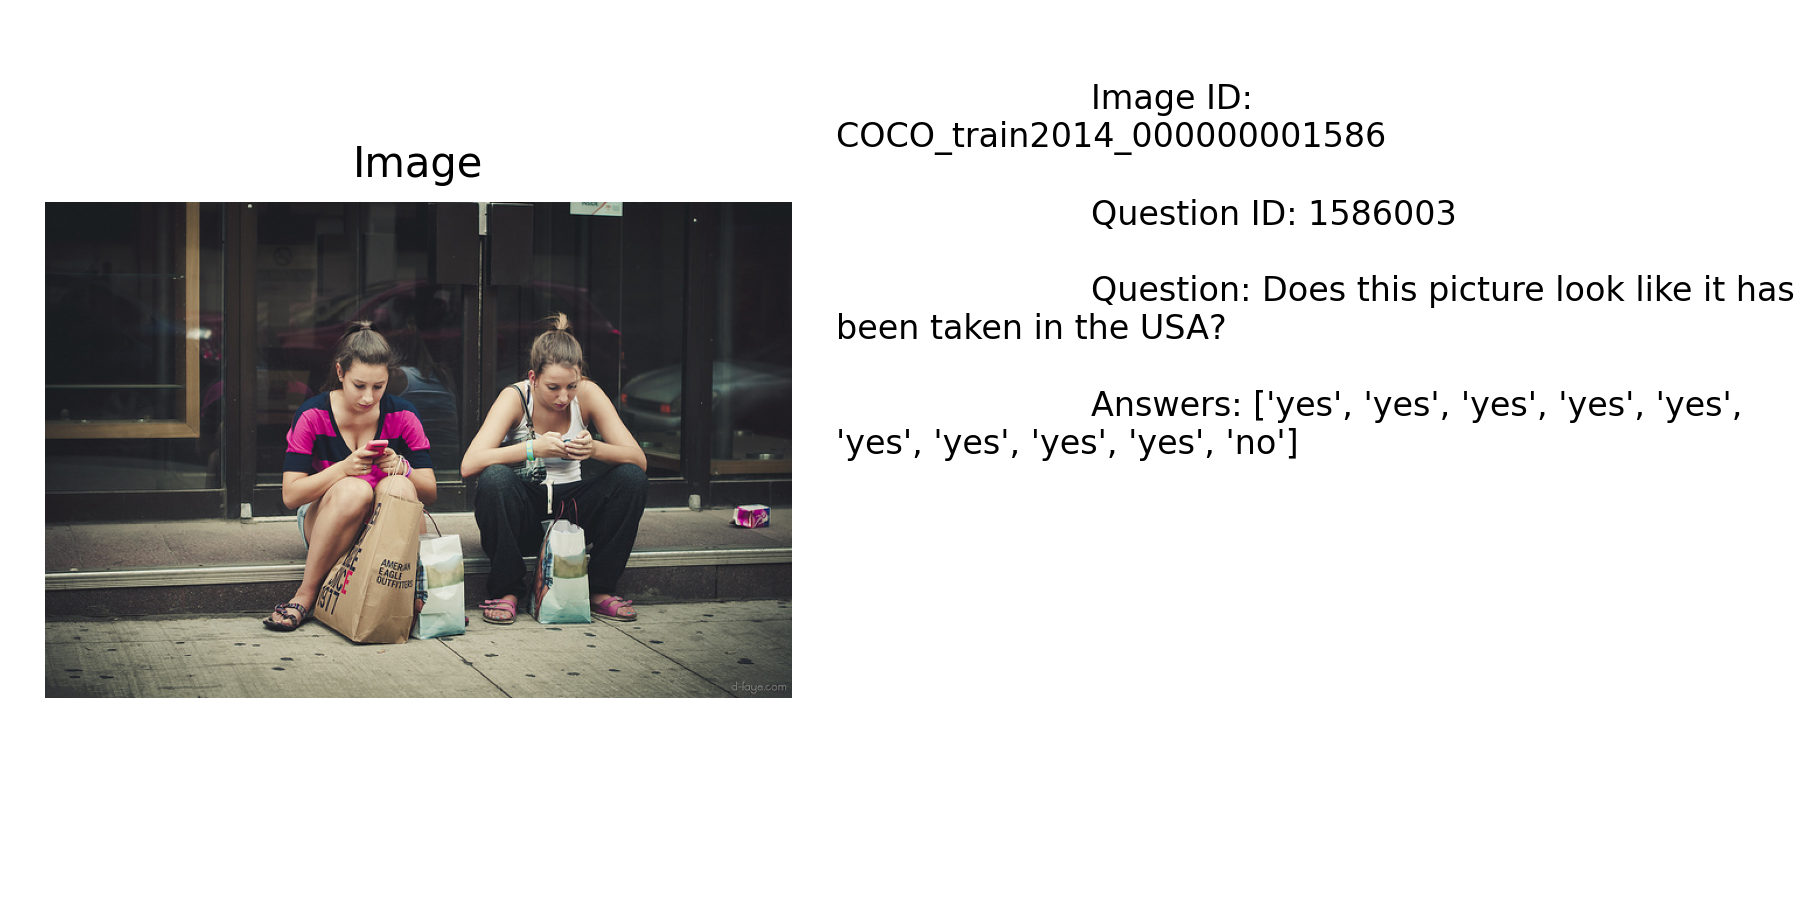 Image
Image ID:
COCO_train2014_000000001586
Question ID: 1586003
Question: Does this picture look like it has
been taken in the USA?
Answers: ['yes', 'yes', 'yes', 'yes', 'yes',
'yes', 'yes', 'yes', 'yes', 'no']
AMERICAN
EAGLE
OUTFITTERS
1977
d-faye.com